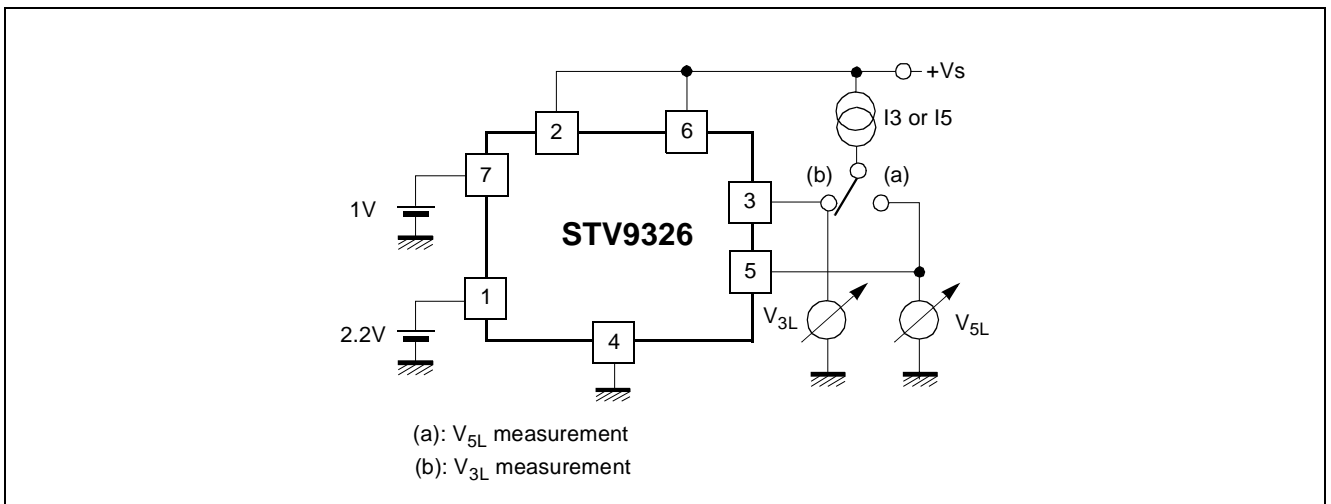 +Vs
I3 or I5
2
6
7
(b)
(a)
1V
3
STV9326
5
1
V3L
V5L
2.2V
4
(a): V5L measurement
(b): V3L measurement